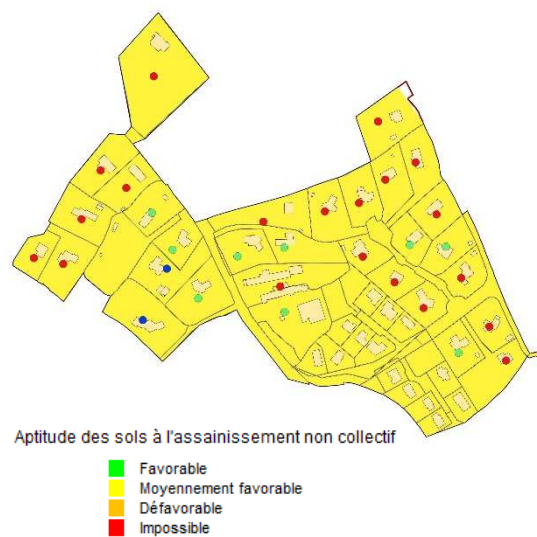 Aptitude des sols à l'assainissement non collectif
Favorable
Moyennement favorable
Défavorable
Impossible